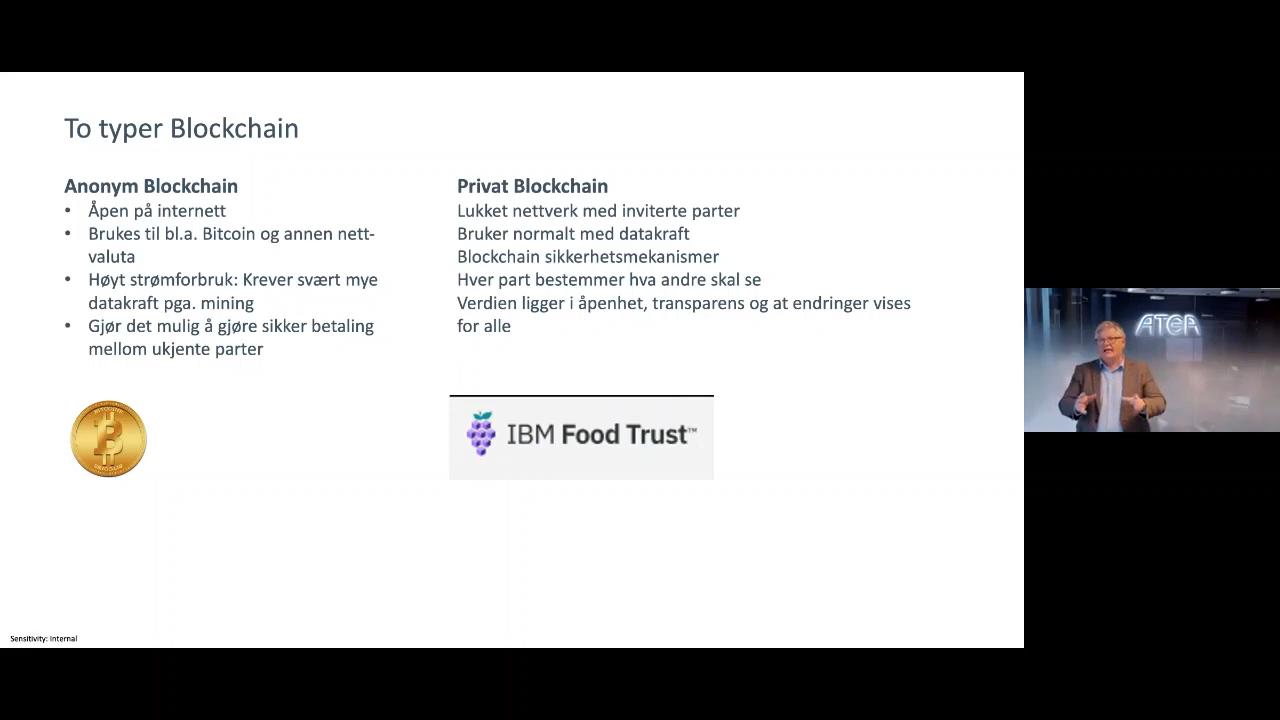 To typer Blockchain
Anonym Blockchain
• Åpen på internett
• Brukes til bl.a. Bitcoin og annen nett-
valuta
• Høyt strømforbruk: Krever svært mye
datakraft pga. mining
• Gjør det mulig å gjøre sikker betaling
mellom ukjente parter
Privat Blockchain
Lukket nettverk med inviterte parter
Bruker normalt med datakraft
Blockchain sikkerhetsmekanismer
Hver part bestemmer hva andre skal se
Verdien ligger i åpenhet, transparens og at endringer vises
for alle
IBM Food Trust™
ATEA
Sensitivity: Internal